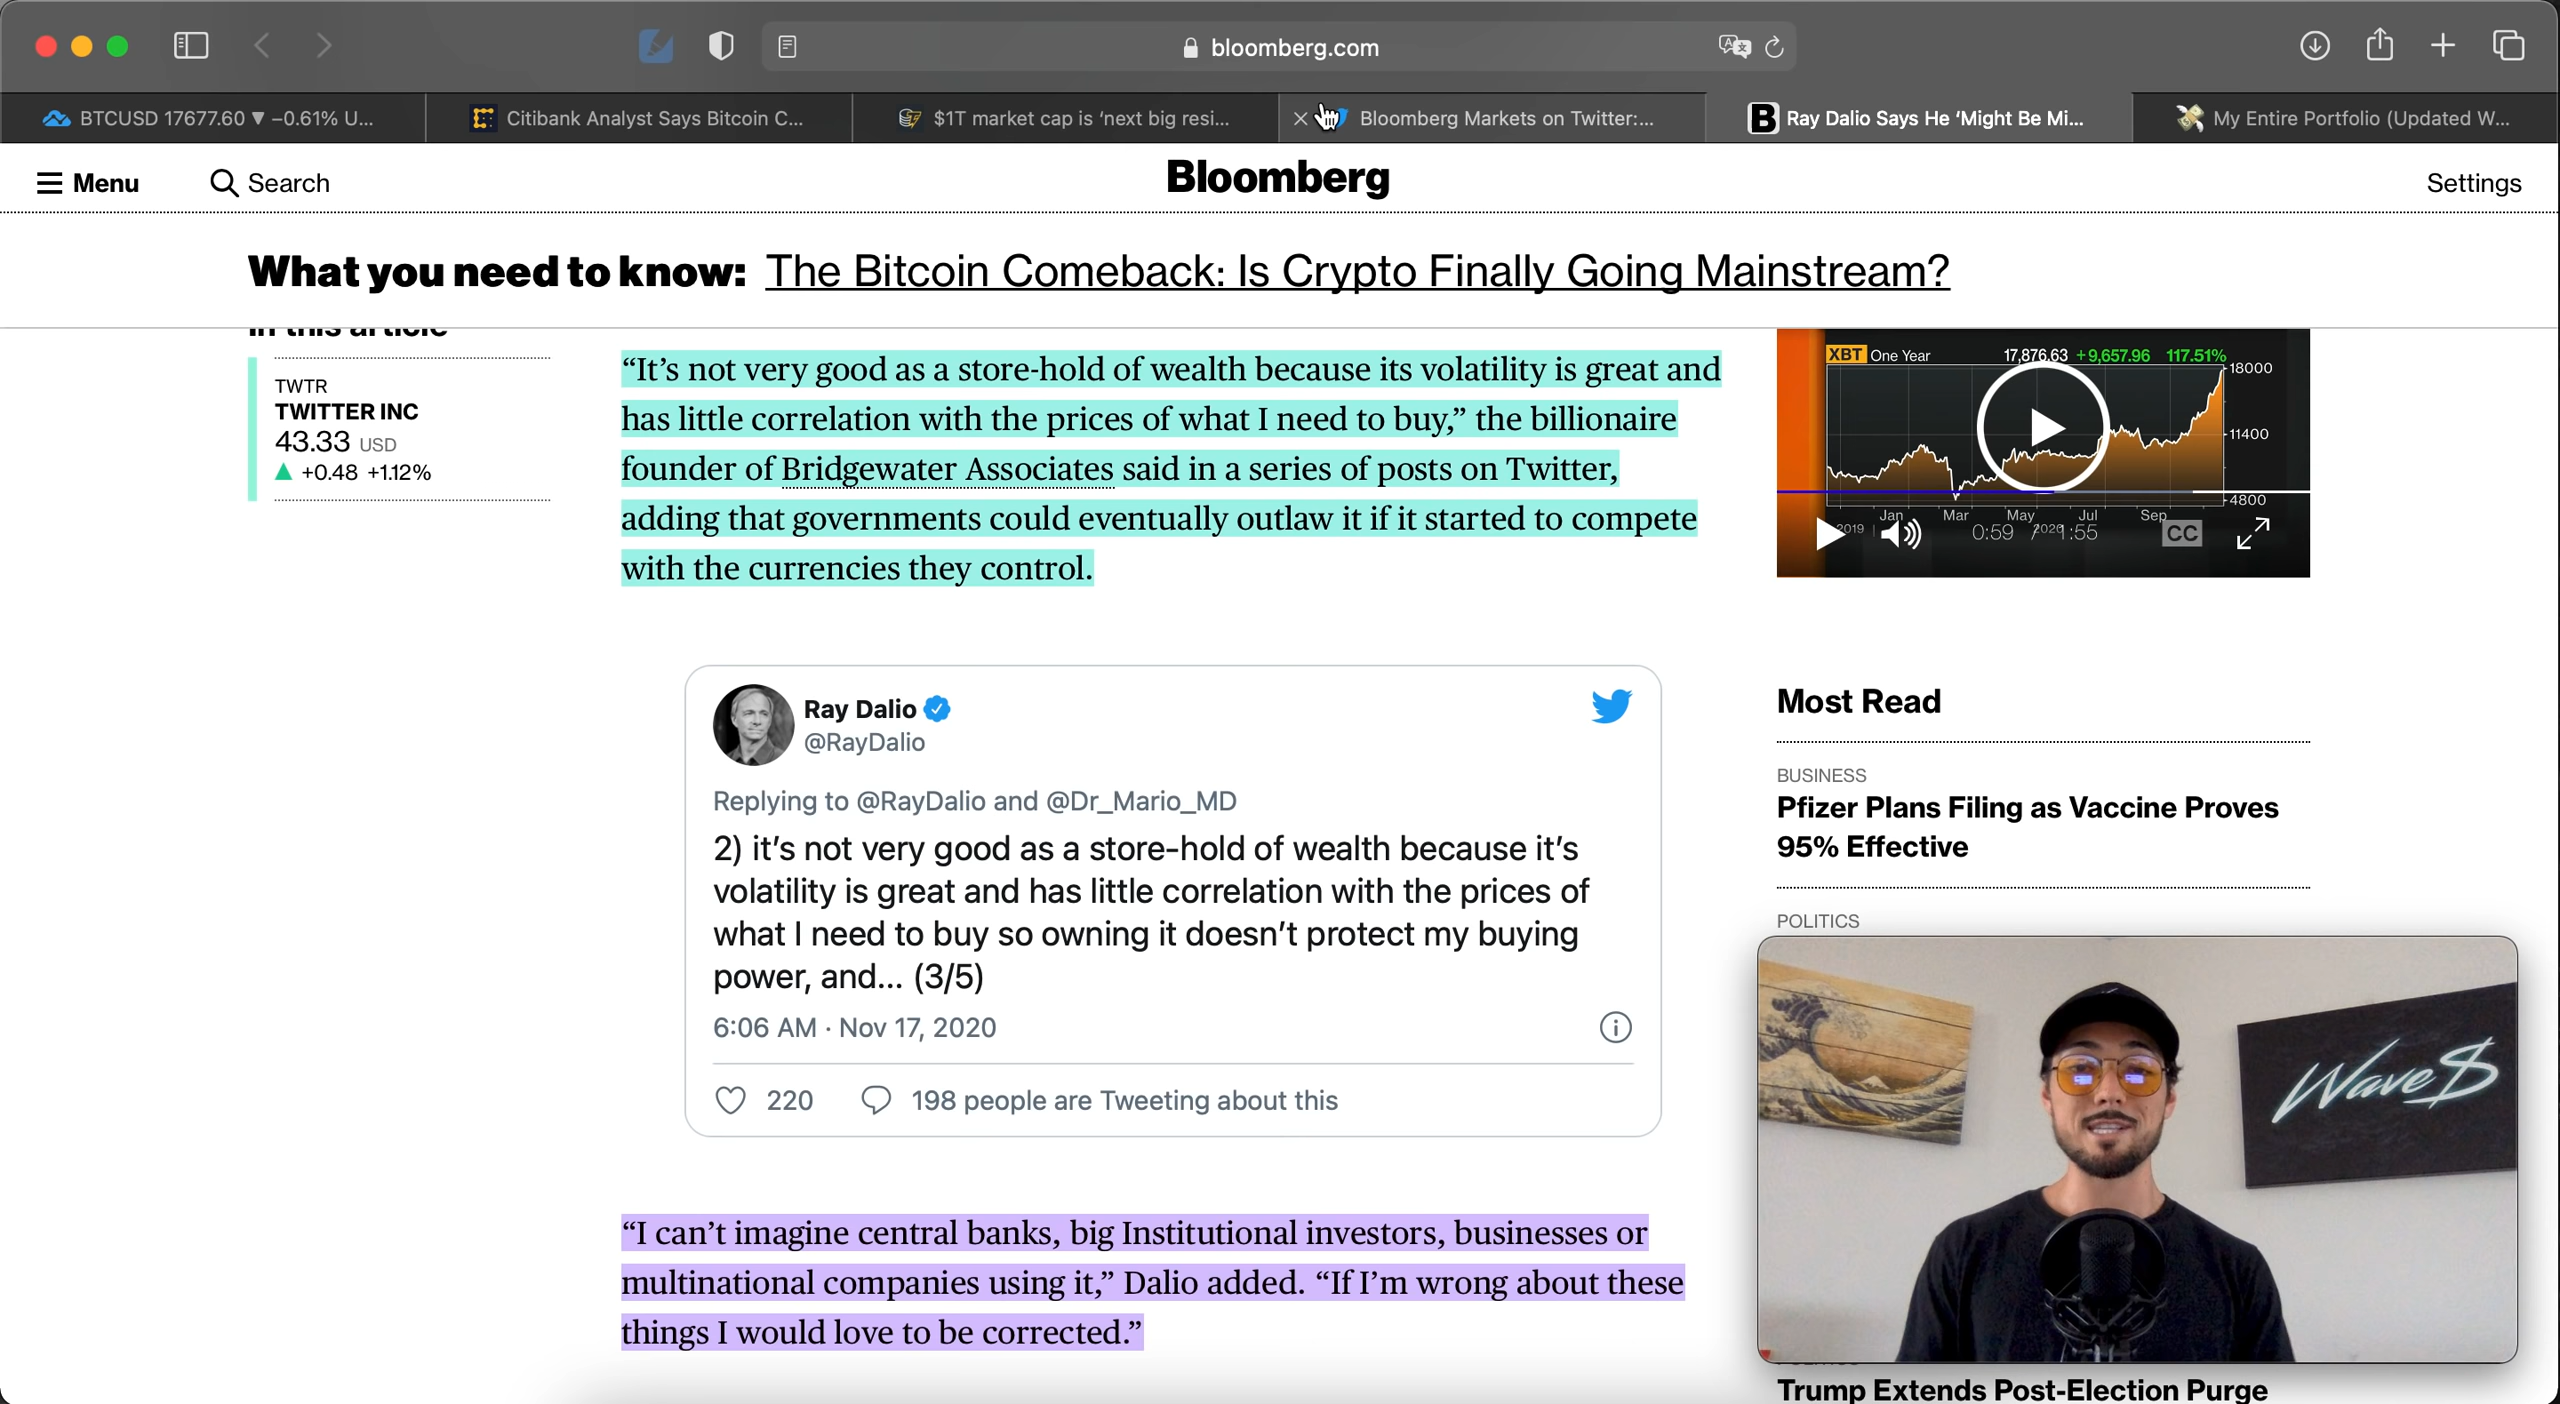 bloomberg.com
BTCUSD 17677.60 ▼ −0.61% U...
Citibank Analyst Says Bitcoin C...
$1T market cap is ‘next big resi...
Bloomberg Markets on Twitter:...
B
Ray Dalio Says He ‘Might Be Mi...
My Entire Portfolio (Updated W...
Menu
Search
Bloomberg
Settings
What you need to know: The Bitcoin Comeback: Is Crypto Finally Going Mainstream?
In this article
TWTR
TWITTER INC
43.33 USD
▲ +0.48 +1.12%
“It’s not very good as a store-hold of wealth because its volatility is great and
has little correlation with the prices of what I need to buy,” the billionaire
founder of Bridgewater Associates said in a series of posts on Twitter,
adding that governments could eventually outlaw it if it started to compete
with the currencies they control.
Ray Dalio
@RayDalio
Replying to @RayDalio and @Dr_Mario_MD
2) it’s not very good as a store-hold of wealth because it’s
volatility is great and has little correlation with the prices of
what I need to buy so owning it doesn’t protect my buying
power, and... (3/5)
6:06 AM · Nov 17, 2020
220
198 people are Tweeting about this
“I can’t imagine central banks, big Institutional investors, businesses or
multinational companies using it,” Dalio added. “If I’m wrong about these
things I would love to be corrected.”
XBT One Year 17,876.63 +9,657.96 117.51%
18000
11400
4800
Jan Mar May Jul Sep
2019 2020
0:59 / 1:55 CC
Most Read
BUSINESS
Pfizer Plans Filing as Vaccine Proves
95% Effective
POLITICS
Wave$
Trump Extends Post-Election Purge